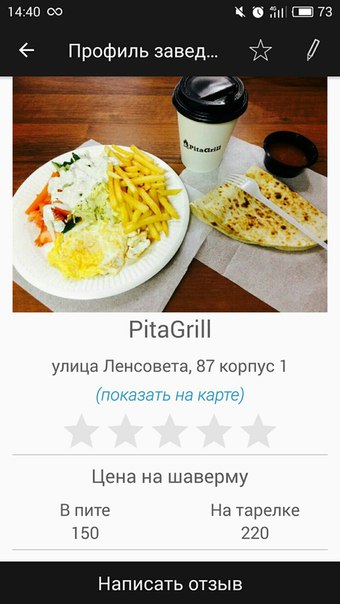 14:40 4G 73
Профиль завед...
PitaGrill
PitaGrill
улица Ленсовета, 87 корпус 1
(показать на карте)
Цена на шаверму
В пите На тарелке
150 220
Написать отзыв